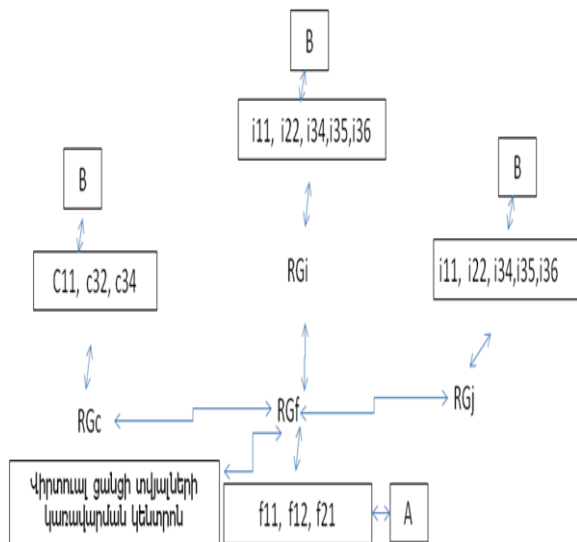 B
i11, i22, i34,i35,i36
B
B
RGi
C11, c32, c34
i11, i22, i34,i35,i36
RGj
RGc
RGf
Վիրտուալ ցանցի տվյալների
կառավարման կենտրոն
f11, f12, f21
A